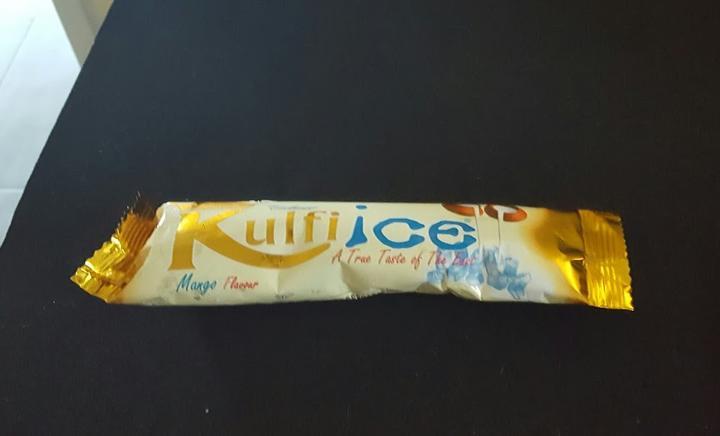 Kulfi ice
A True Taste of The East
Mango Flavour